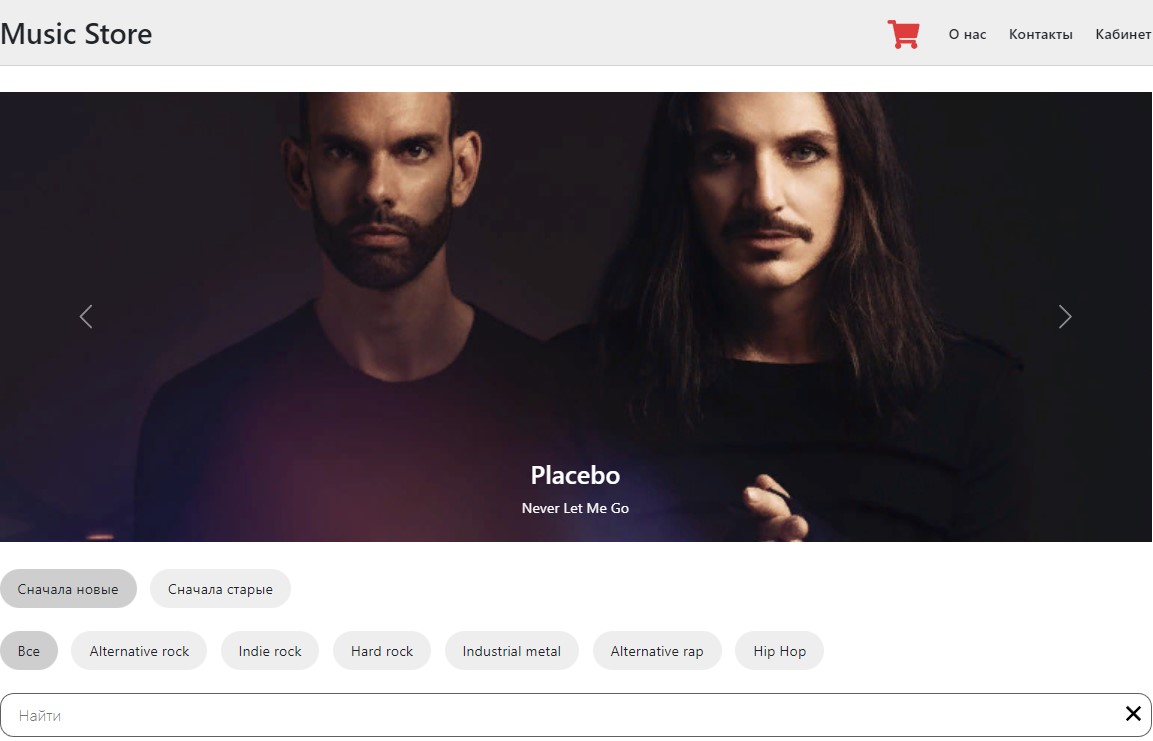 Music Store О нас Контакты Кабинет
Placebo
Never Let Me Go
Сначала новые Сначала старые
Все Alternative rock Indie rock Hard rock Industrial metal Alternative rap Hip Hop
Найти